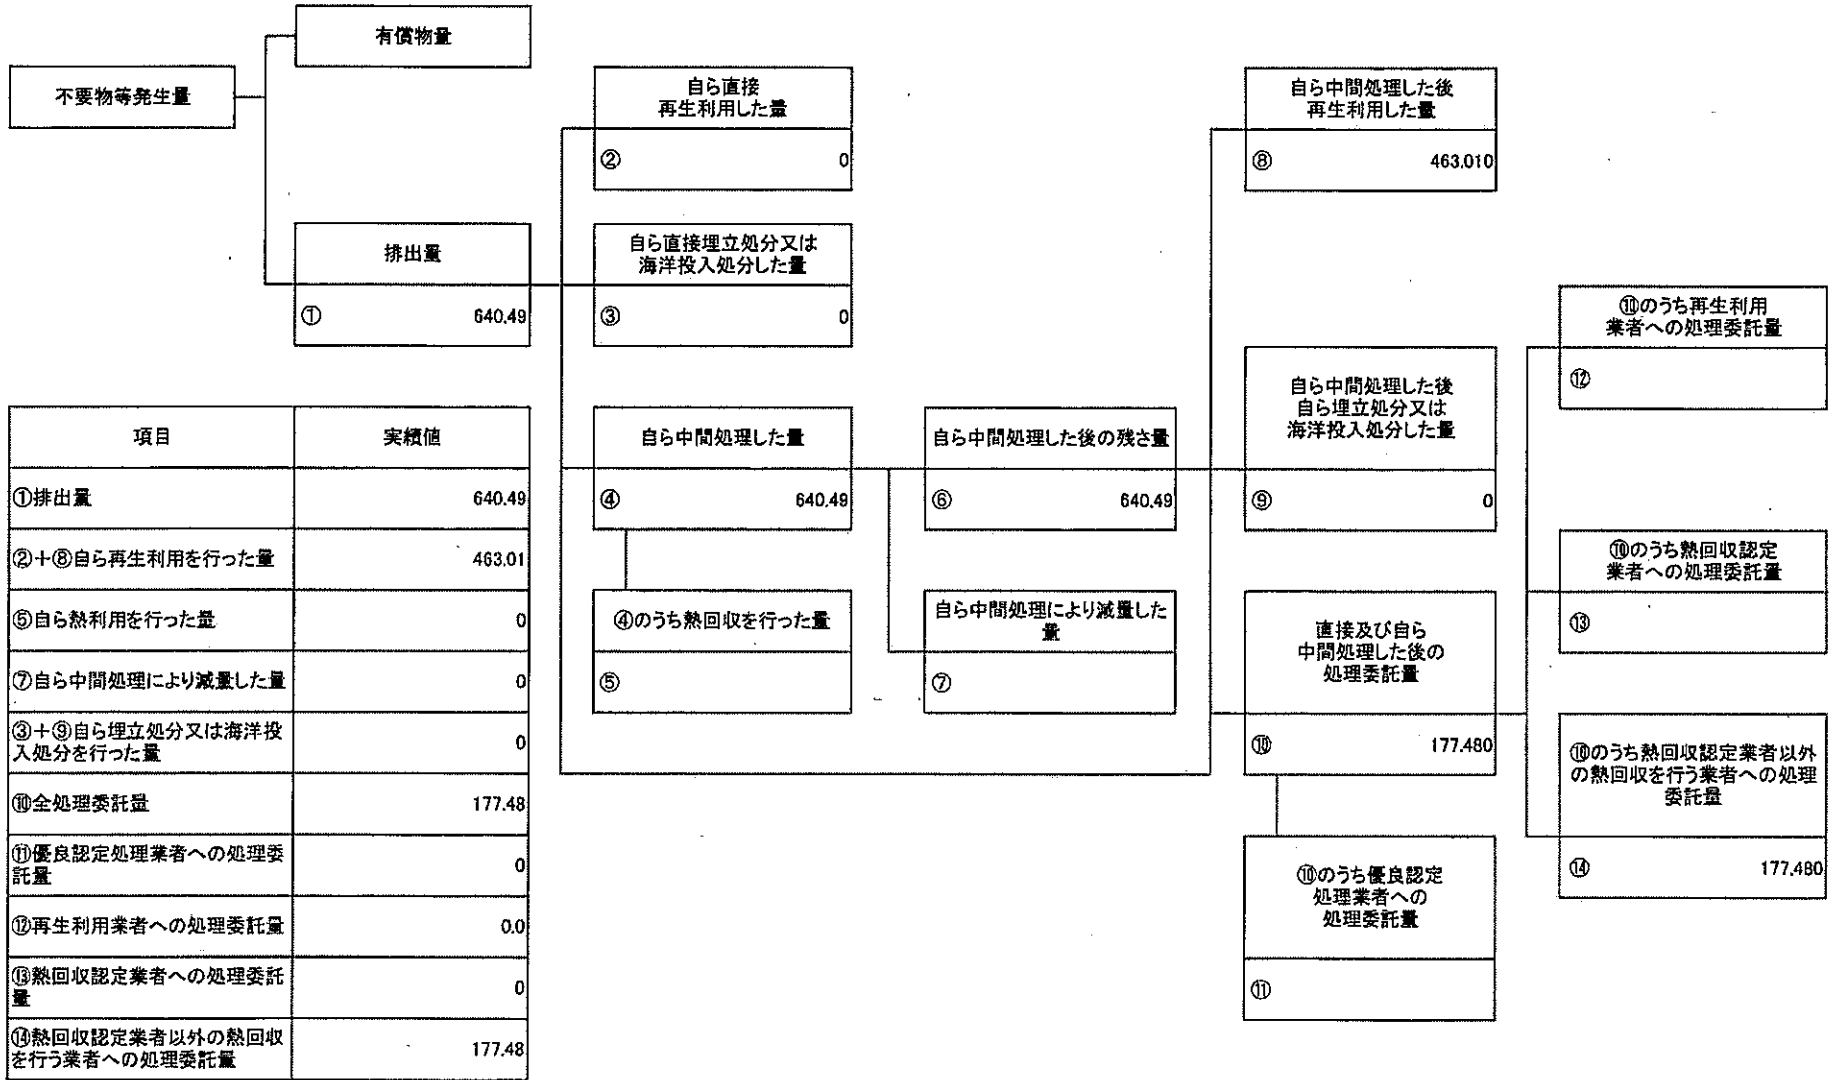 有償物量
不要物等発生量
自ら直接
再生利用した量
② 0
自ら中間処理した後
再生利用した量
⑧ 463.010
排出量
① 640.49
自ら直接埋立処分又は
海洋投入処分した量
③ 0
⑩のうち再生利用
業者への処理委託量
⑫
自ら中間処理した量
④ 640.49
自ら中間処理した後の残さ量
⑥ 640.49
自ら中間処理した後
自ら埋立処分又は
海洋投入処分した量
⑨ 0
⑩のうち熱回収認定
業者への処理委託量
⑬
④のうち熱回収を行った量
⑤
自ら中間処理により減量した
量
⑦
直接及び自ら
中間処理した後の
処理委託量
⑩ 177.480
⑩のうち熱回収認定業者以外
の熱回収を行う業者への処理
委託量
⑭ 177.480
⑩のうち優良認定
処理業者への
処理委託量
⑪
項目 実績値
①排出量 640.49
②+⑧自ら再生利用を行った量 463.01
⑤自ら熱利用を行った量 0
⑦自ら中間処理により減量した量 0
③+⑨自ら埋立処分又は海洋投
入処分を行った量 0
⑩全処理委託量 177.48
⑪優良認定処理業者への処理委
託量 0
⑫再生利用業者への処理委託量 0.0
⑬熱回収認定業者への処理委託
量 0
⑭熱回収認定業者以外の熱回収
を行う業者への処理委託量 177.48